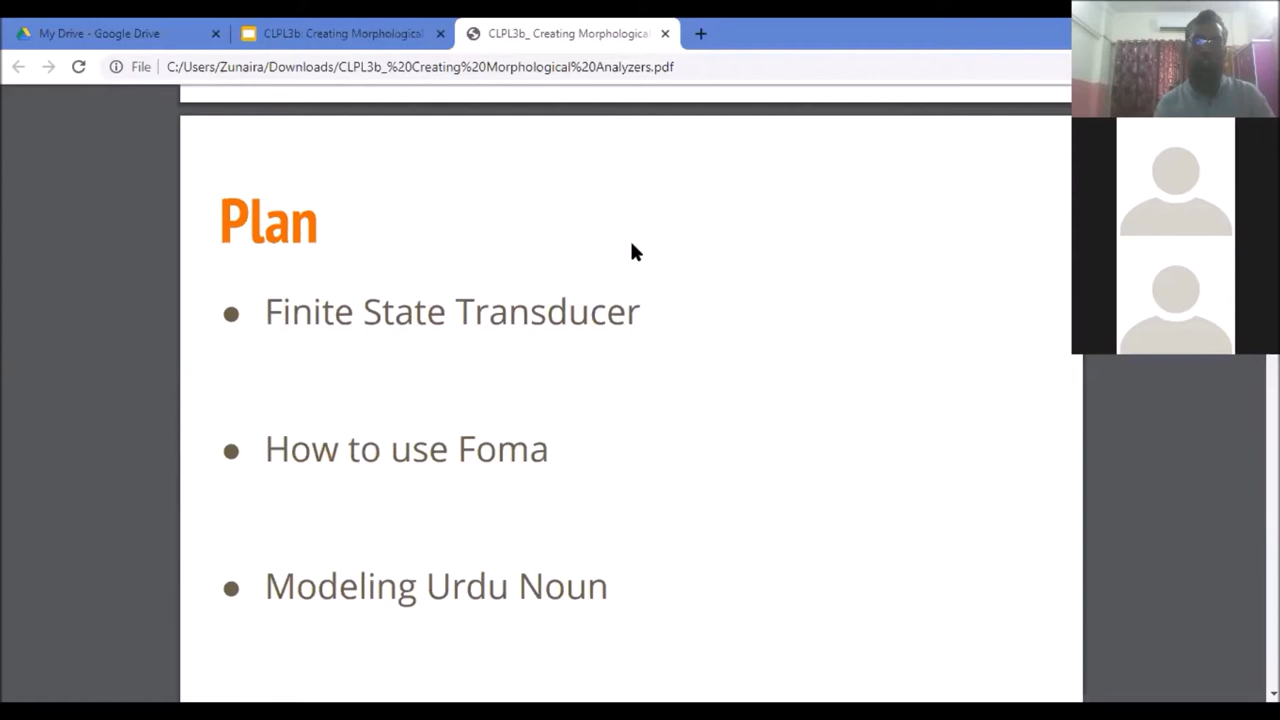 My Drive - Google Drive
CLPL3b: Creating Morphological
CLPL3b_ Creating Morphological
File
C:/Users/Zunaira/Downloads/CLPL3b_%20Creating%20Morphological%20Analyzers.pdf
Plan
● Finite State Transducer
● How to use Foma
● Modeling Urdu Noun